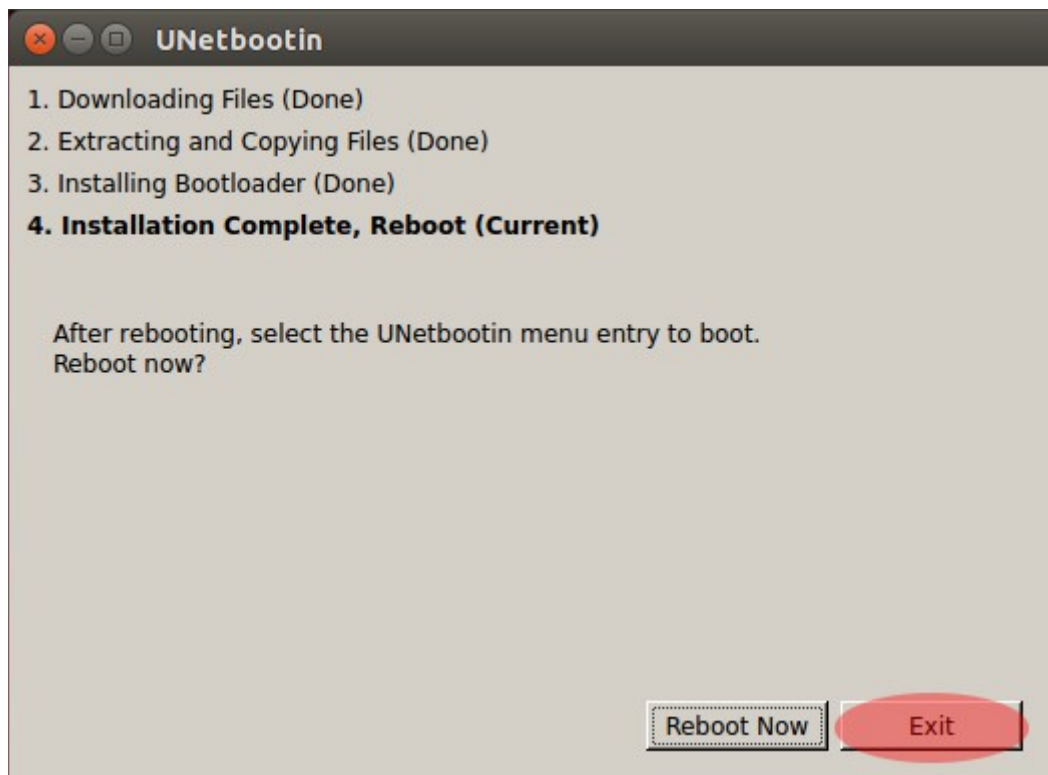 UNetbootin
1. Downloading Files (Done)
2. Extracting and Copying Files (Done)
3. Installing Bootloader (Done)
4. Installation Complete, Reboot (Current)
After rebooting, select the UNetbootin menu entry to boot.
Reboot now?
Reboot Now
Exit